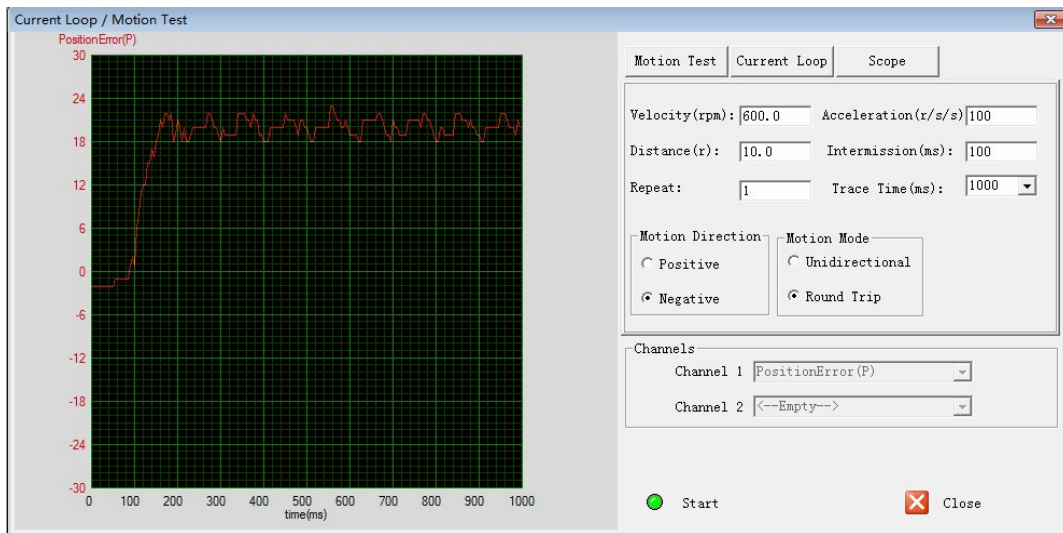 Current Loop / Motion Test
PositionError(P)
30
24
18
12
6
0
-6
-12
-18
-24
-30
0 100 200 300 400 500 600 700 800 900 1000
time(ms)
Motion Test Current Loop Scope
Velocity(rpm): 600.0 Acceleration(r/s/s) 100
Distance(r): 10.0 Intermission(ms): 100
Repeat: 1 Trace Time(ms): 1000
Motion Direction Motion Mode
Positive Unidirectional
Negative Round Trip
Channels
Channel 1 PositionError(P)
Channel 2 <--Empty-->
Start Close